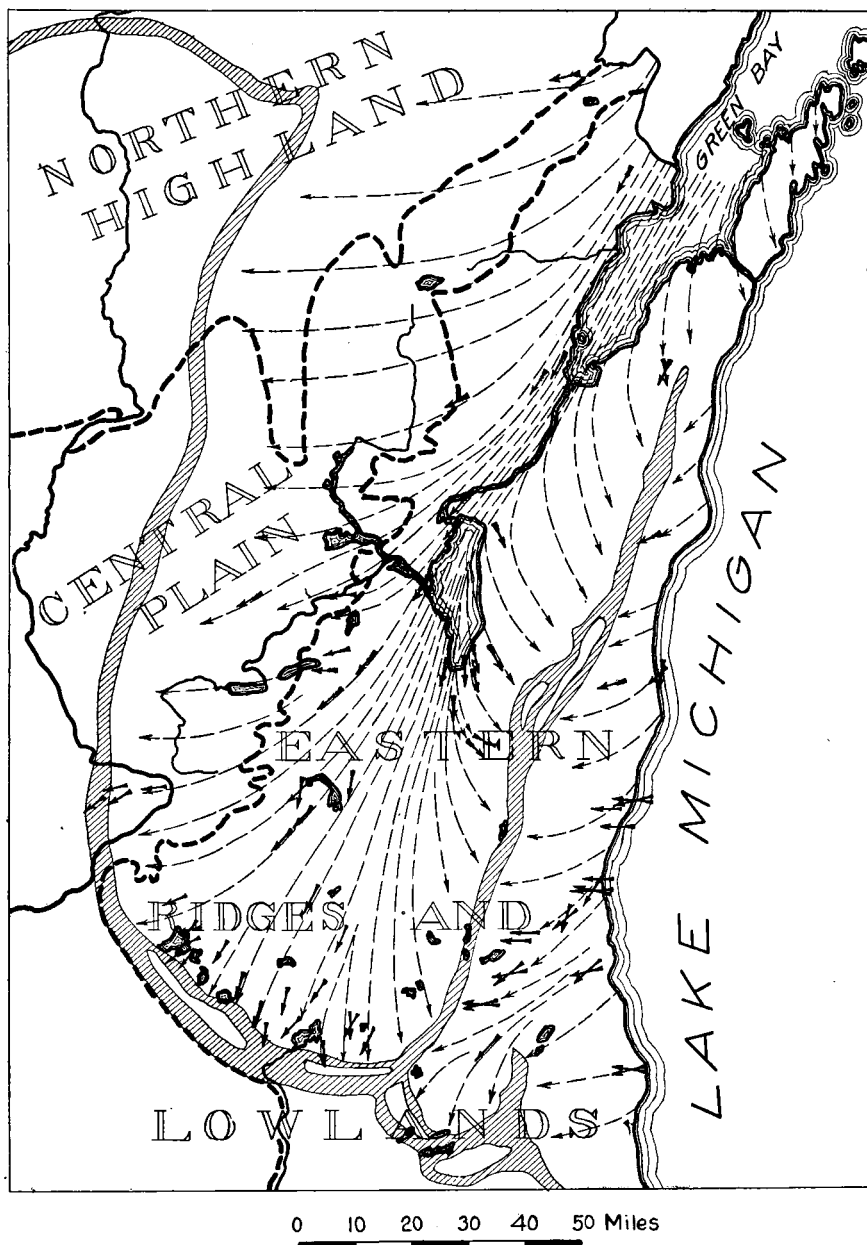 NORTHERN
HIGHLAND
GREEN BAY
CENTRAL
PLAIN
LAKE MICHIGAN
EASTERN
RIDGES AND
LOWLANDS
0 10 20 30 40 50 Miles